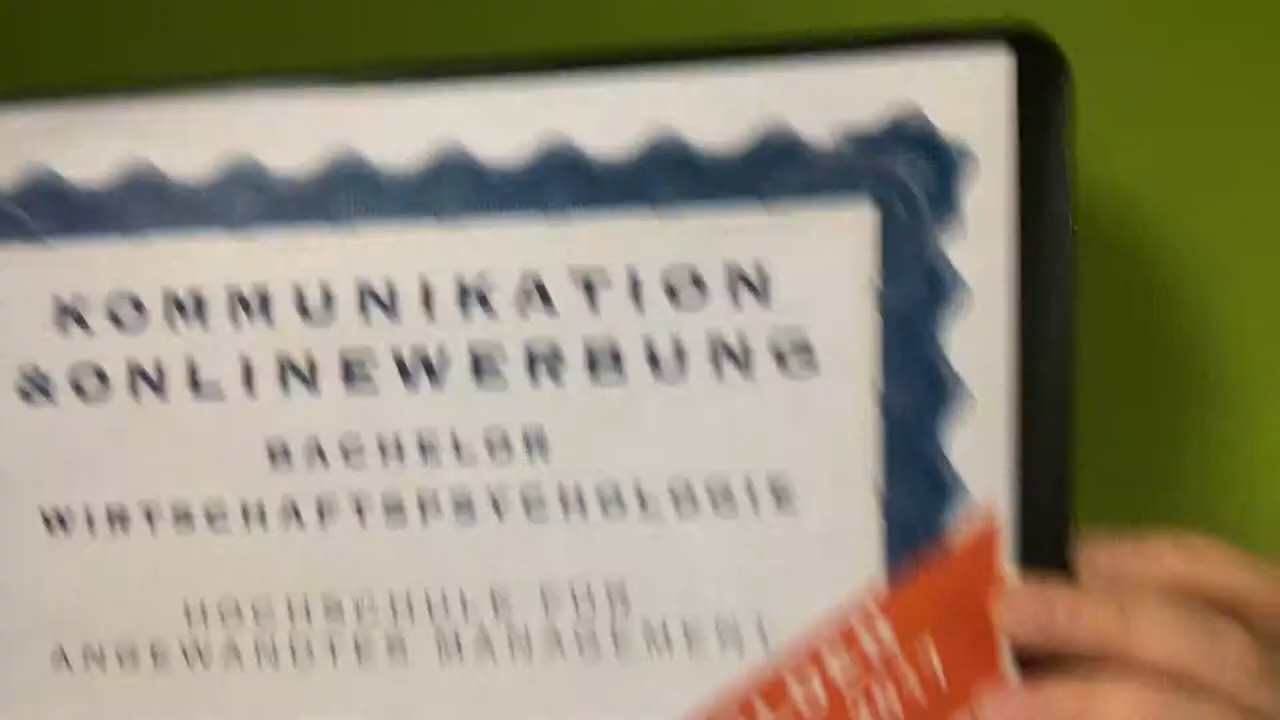 KOMMUNIKATION
&ONLINEWERBUNG
BACHELOR
WIRTSCHAFTSPSYCHOLOGIE
HOCHSCHULE FÜR
ANGEWANDTES MANAGEMENT